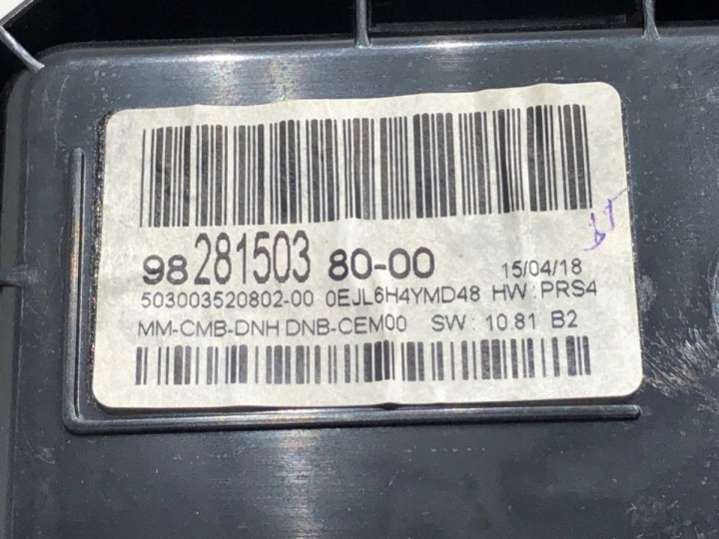 98 281503 80-00 15/04/18
503003520802-00 0EJL6H4YMD48 HW : PRS4
MM-CMB-DNH DNB-CEM00 SW : 10.81 B2